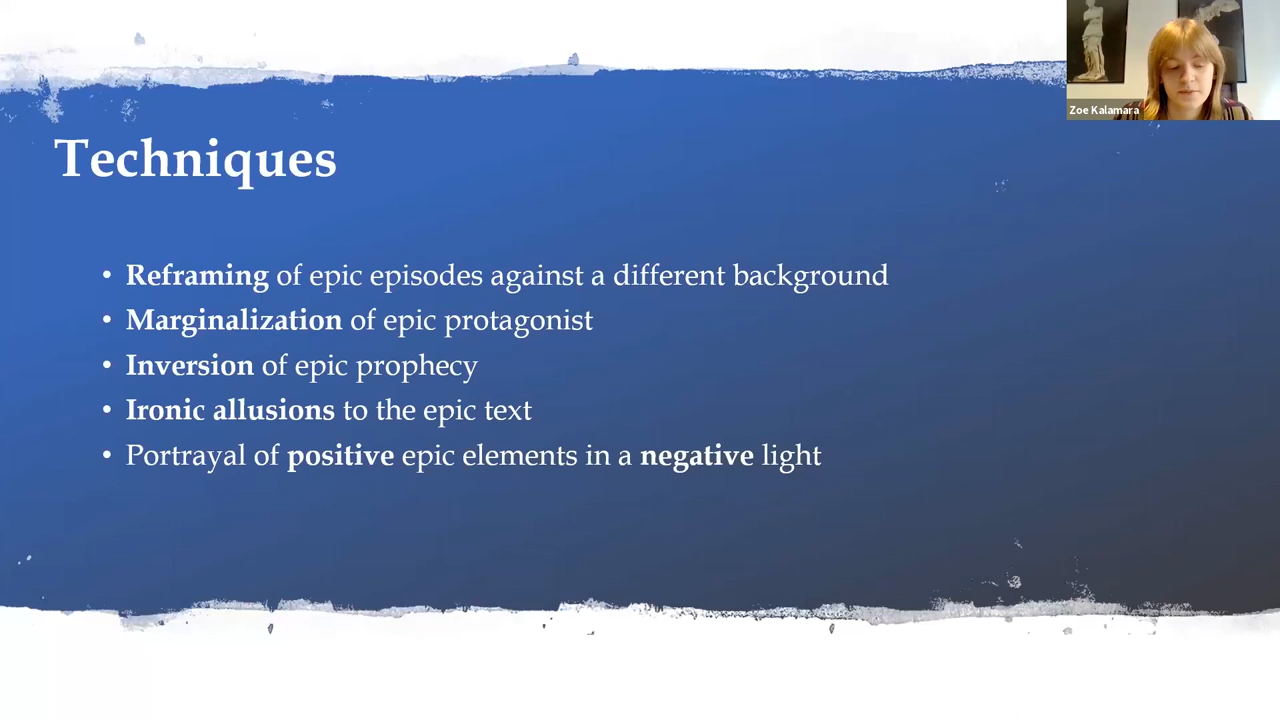 Zoe Kalamara
Techniques
• Reframing of epic episodes against a different background
• Marginalization of epic protagonist
• Inversion of epic prophecy
• Ironic allusions to the epic text
• Portrayal of positive epic elements in a negative light